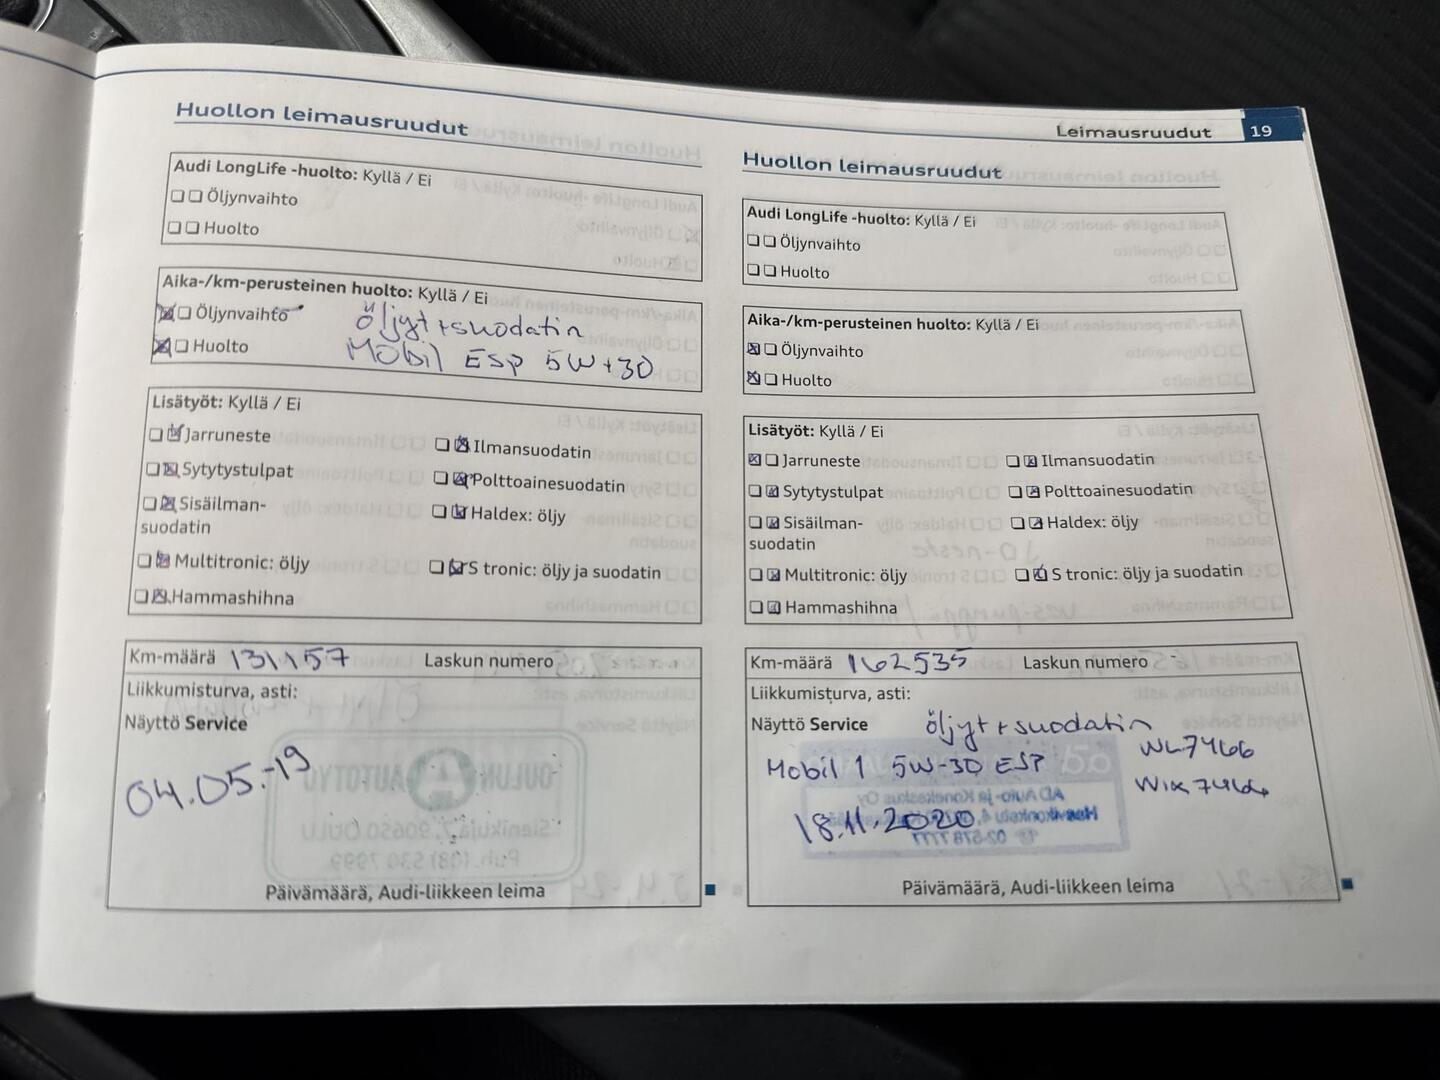 Leimausruudut 19
Huollon leimausruudut
Audi LongLife -huolto: Kyllä / Ei
Öljynvaihto
Huolto
Aika-/km-perusteinen huolto: Kyllä / Ei
Öljynvaihto
Huolto
Öljyt + suodatin
Mobil ESP 5W+30
Lisätyöt: Kyllä / Ei
Jarruneste
Ilmansuodatin
Sytytystulpat
Polttoainesuodatin
Sisäilman-
suodatin
Haldex: öljy
Multitronic: öljy
S tronic: öljy ja suodatin
Hammashihna
Km-määrä 131157 Laskun numero
Liikkumisturva, asti:
Näyttö Service
04.05.-19
Päivämäärä, Audi-liikkeen leima
Huollon leimausruudut
Audi LongLife -huolto: Kyllä / Ei
Öljynvaihto
Huolto
Aika-/km-perusteinen huolto: Kyllä / Ei
Öljynvaihto
Huolto
Lisätyöt: Kyllä / Ei
Jarruneste
Ilmansuodatin
Sytytystulpat
Polttoainesuodatin
Sisäilman-
suodatin
Haldex: öljy
Multitronic: öljy
S tronic: öljy ja suodatin
Hammashihna
Km-määrä 162535 Laskun numero
Liikkumisturva, asti:
Näyttö Service
öljyt + suodatin
Mobil 1 5W-30 ESP
WL7466
18.11.2020
Päivämäärä, Audi-liikkeen leima